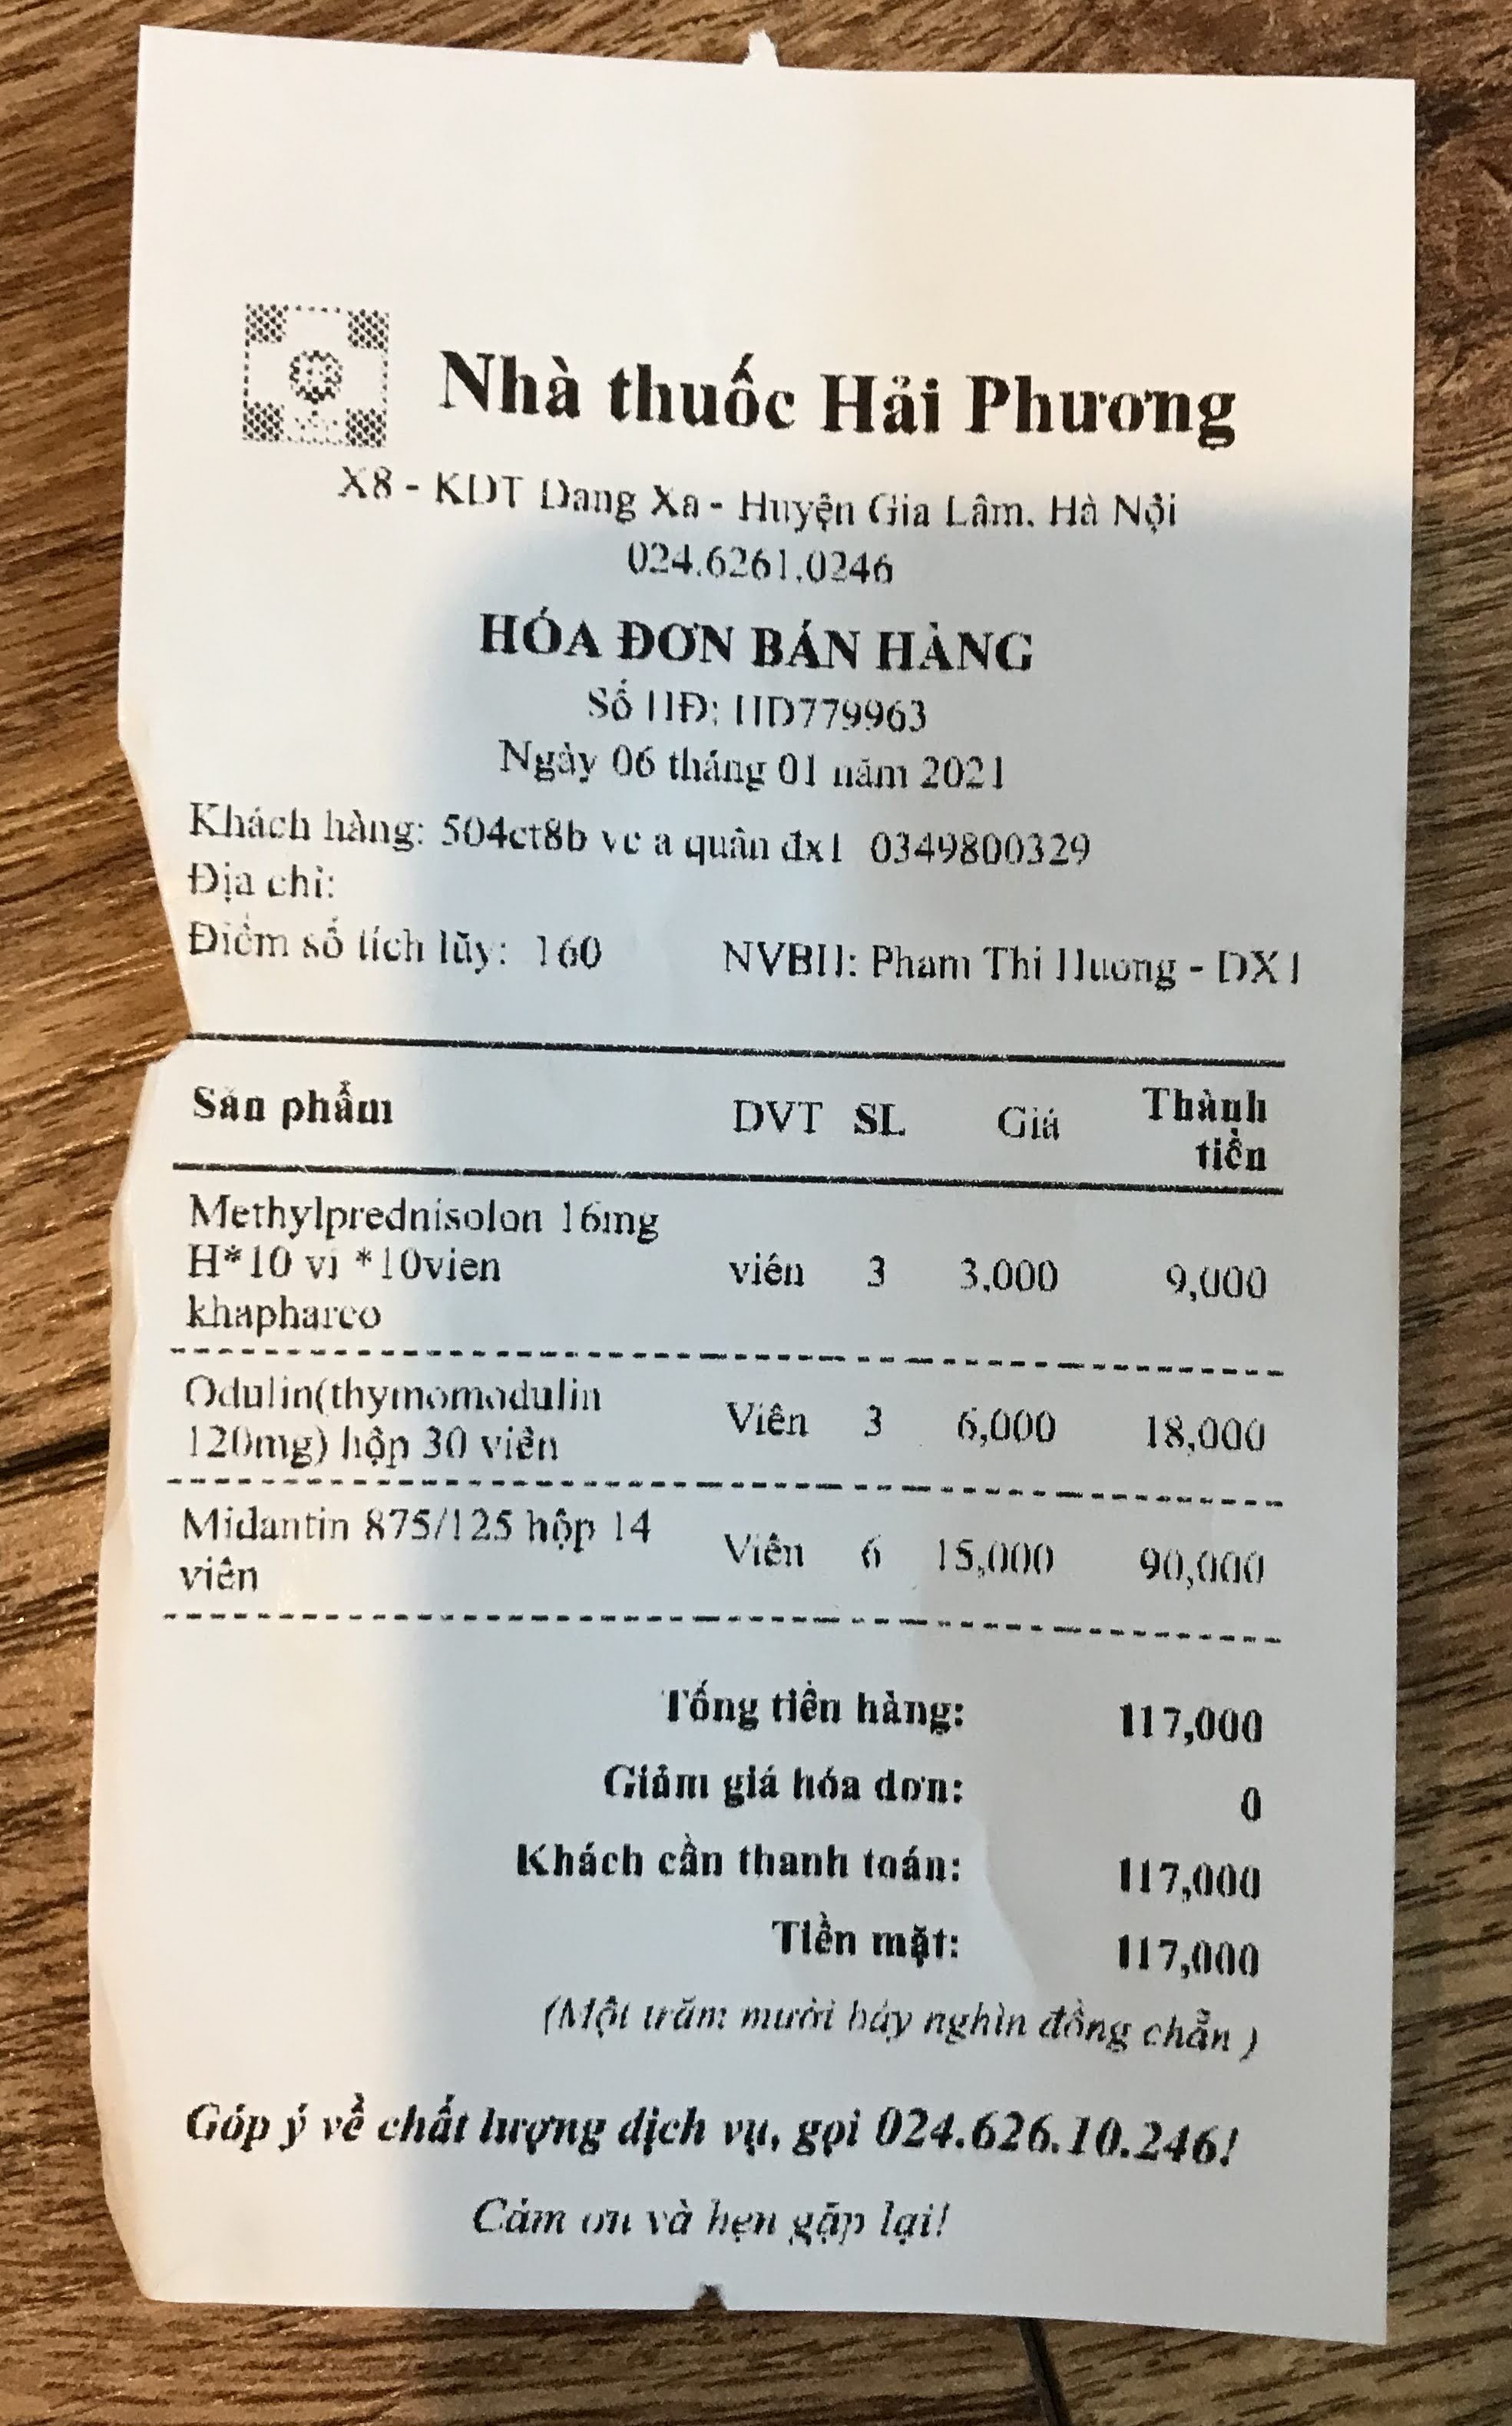 Nhà thuốc Hải Phương
X8 - KDT Dang Xa - Huyện Gia Lâm, Hà Nội
024.6261.0246
HÓA ĐƠN BÁN HÀNG
Số HĐ: HD779963
Ngày 06 tháng 01 năm 2021
Khách hàng: 504ct8b vc a quân đx1 0349800329
Địa chỉ:
Điểm số tích lũy: 160 NVBH: Pham Thi Huong - DX1
Sản phẩm DVT SL Giá Thành tiền
Methylprednisolon 16mg
H*10 vi *10vien viên 3 3,000 9,000
khapharco
Odulin(thymomodulin
120mg) hộp 30 viên Viên 3 6,000 18,000
Midantin 875/125 hộp 14
viên Viên 6 15,000 90,000
Tổng tiền hàng: 117,000
Giảm giá hóa đơn: 0
Khách cần thanh toán: 117,000
Tiền mặt: 117,000
(Một trăm mười bảy nghìn đồng chẵn )
Góp ý về chất lượng dịch vụ, gọi 024.626.10.246!
Cảm ơn và hẹn gặp lại!